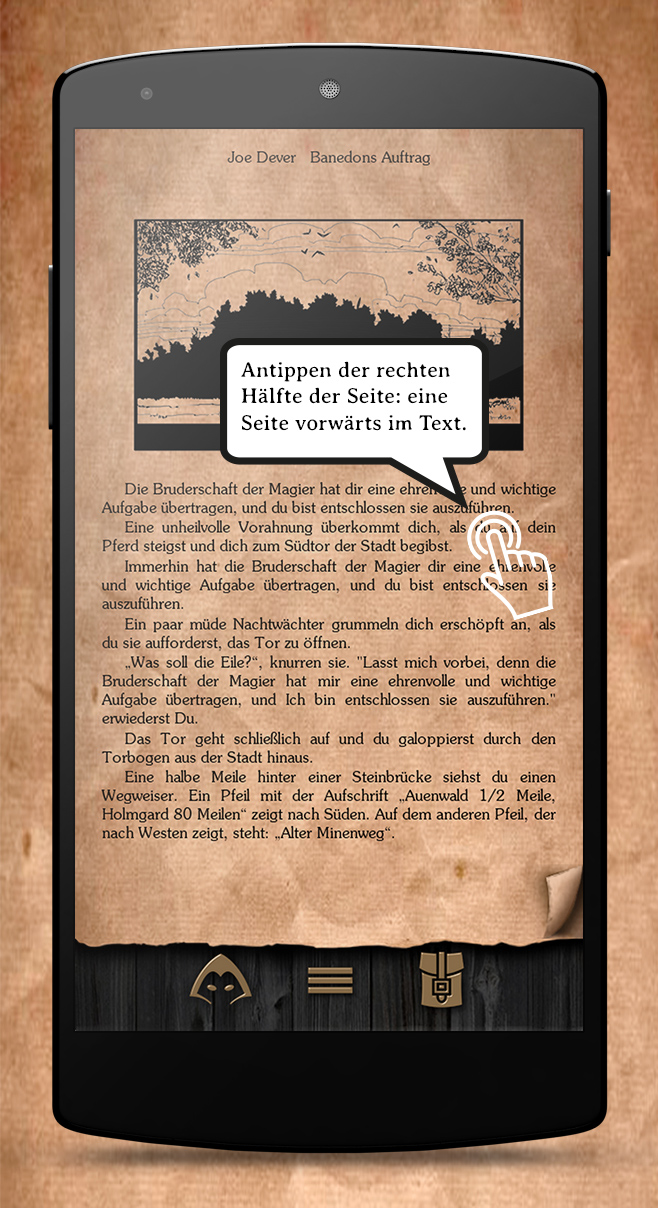 Joe Dever Banedons Auftrag
Antippen der rechten
Hälfte der Seite: eine
Seite vorwärts im Text.
Die Bruderschaft der Magier hat dir eine ehrenvolle und wichtige
Aufgabe übertragen, und du bist entschlossen sie auszuführen.
Eine unheilvolle Vorahnung überkommt dich, als du auf dein
Pferd steigst und dich zum Südtor der Stadt begibst.
Immerhin hat die Bruderschaft der Magier dir eine ehrenvolle
und wichtige Aufgabe übertragen, und du bist entschlossen sie
auszuführen.
Ein paar müde Nachtwächter grummeln dich erschöpft an, als
du sie aufforderst, das Tor zu öffnen.
„Was soll die Eile?“, knurren sie. "Lasst mich vorbei, denn die
Bruderschaft der Magier hat mir eine ehrenvolle und wichtige
Aufgabe übertragen, und Ich bin entschlossen sie auszuführen."
erwiederst Du.
Das Tor geht schließlich auf und du galoppierst durch den
Torbogen aus der Stadt hinaus.
Eine halbe Meile hinter einer Steinbrücke siehst du einen
Wegweiser. Ein Pfeil mit der Aufschrift „Auenwald 1/2 Meile,
Holmgard 80 Meilen“ zeigt nach Süden. Auf dem anderen Pfeil, der
nach Westen zeigt, steht: „Alter Minenweg“.